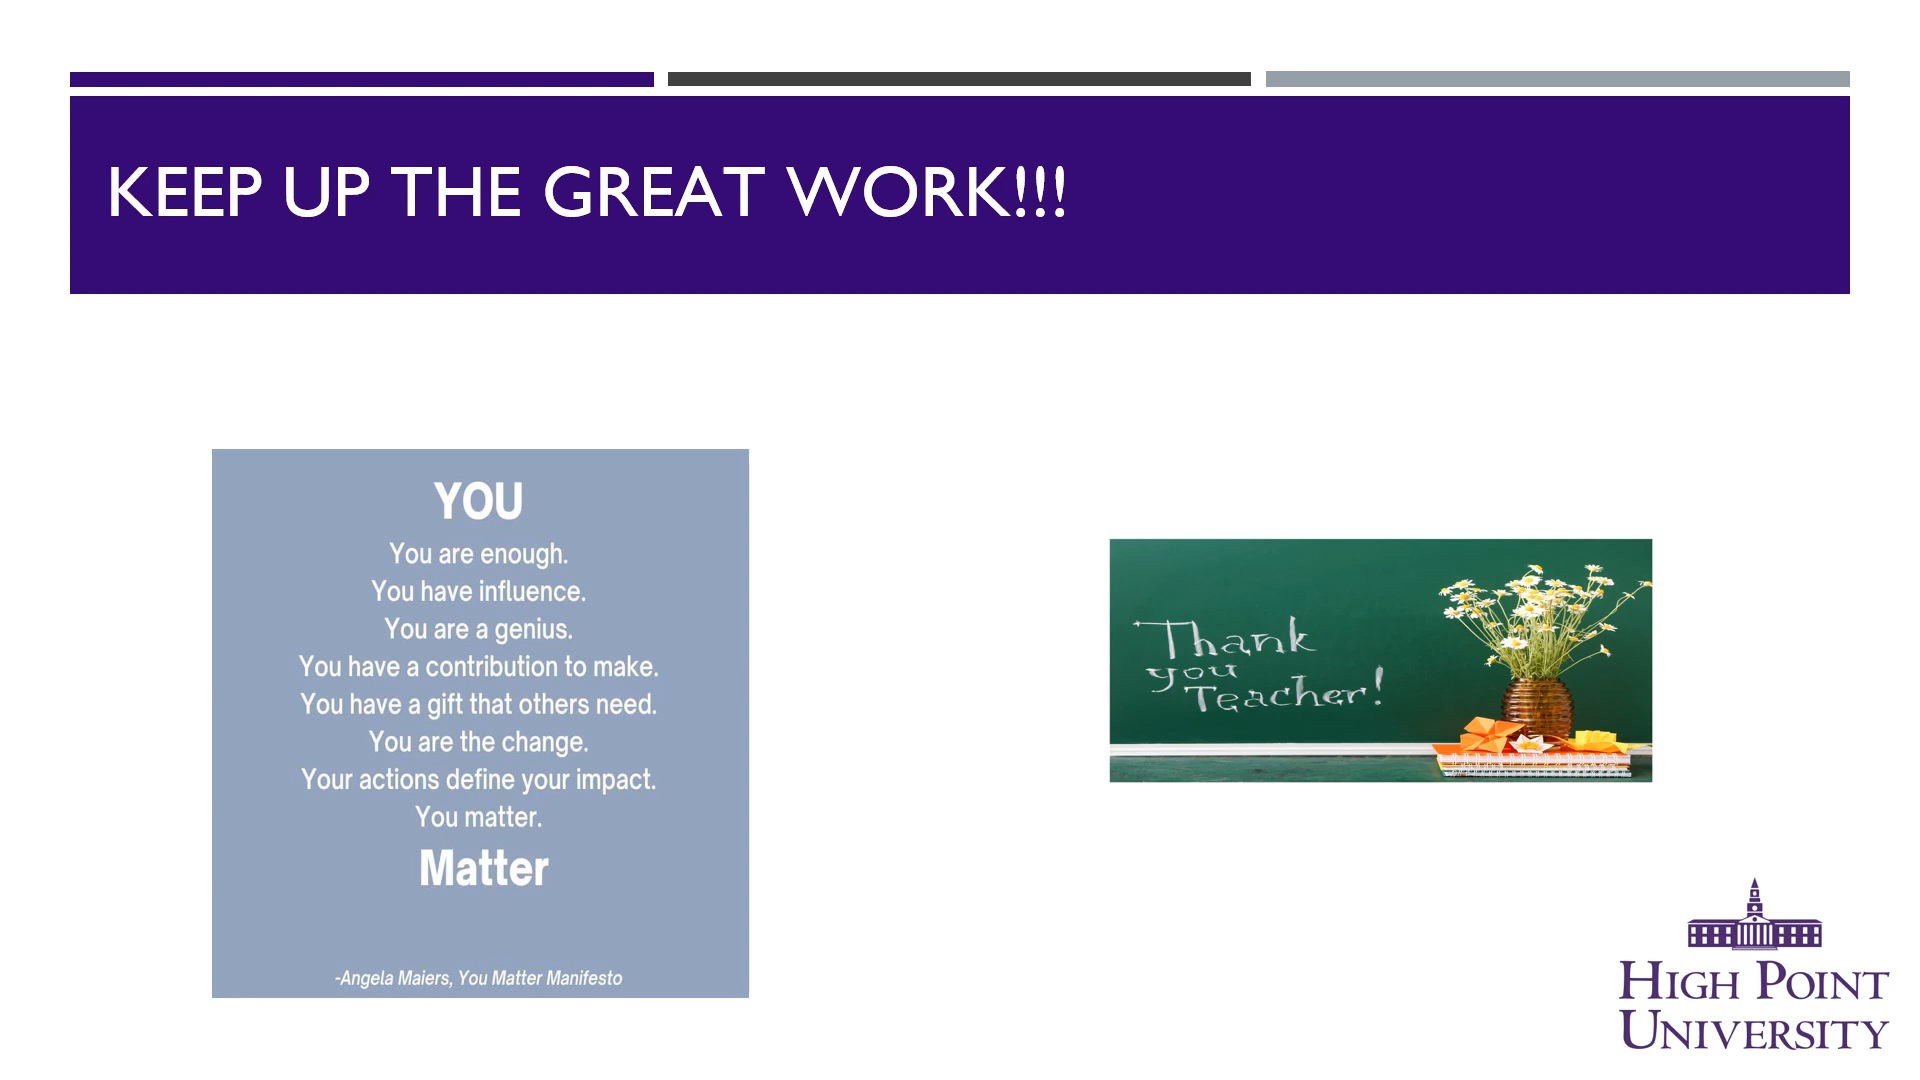 KEEP UP THE GREAT WORK!!!
YOU
You are enough.
You have influence.
You are a genius.
You have a contribution to make.
You have a gift that others need.
You are the change.
Your actions define your impact.
You matter.
Matter
-Angela Maiers, You Matter Manifesto
Thank
you
Teacher!
HIGH POINT
UNIVERSITY